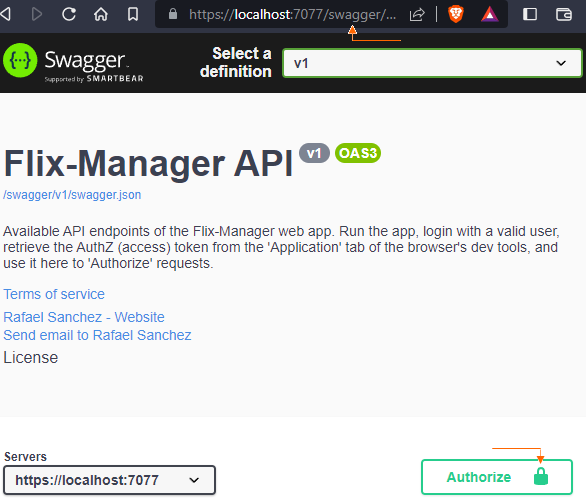 https://localhost:7077/swagger/...
Swagger
Supported by SMARTBEAR
Select a
definition
v1
Flix-Manager API v1 OAS3
/swagger/v1/swagger.json
Available API endpoints of the Flix-Manager web app. Run the app, login with a valid user,
retrieve the AuthZ (access) token from the 'Application' tab of the browser's dev tools, and
use it here to 'Authorize' requests.
Terms of service
Rafael Sanchez - Website
Send email to Rafael Sanchez
License
Servers
https://localhost:7077
Authorize